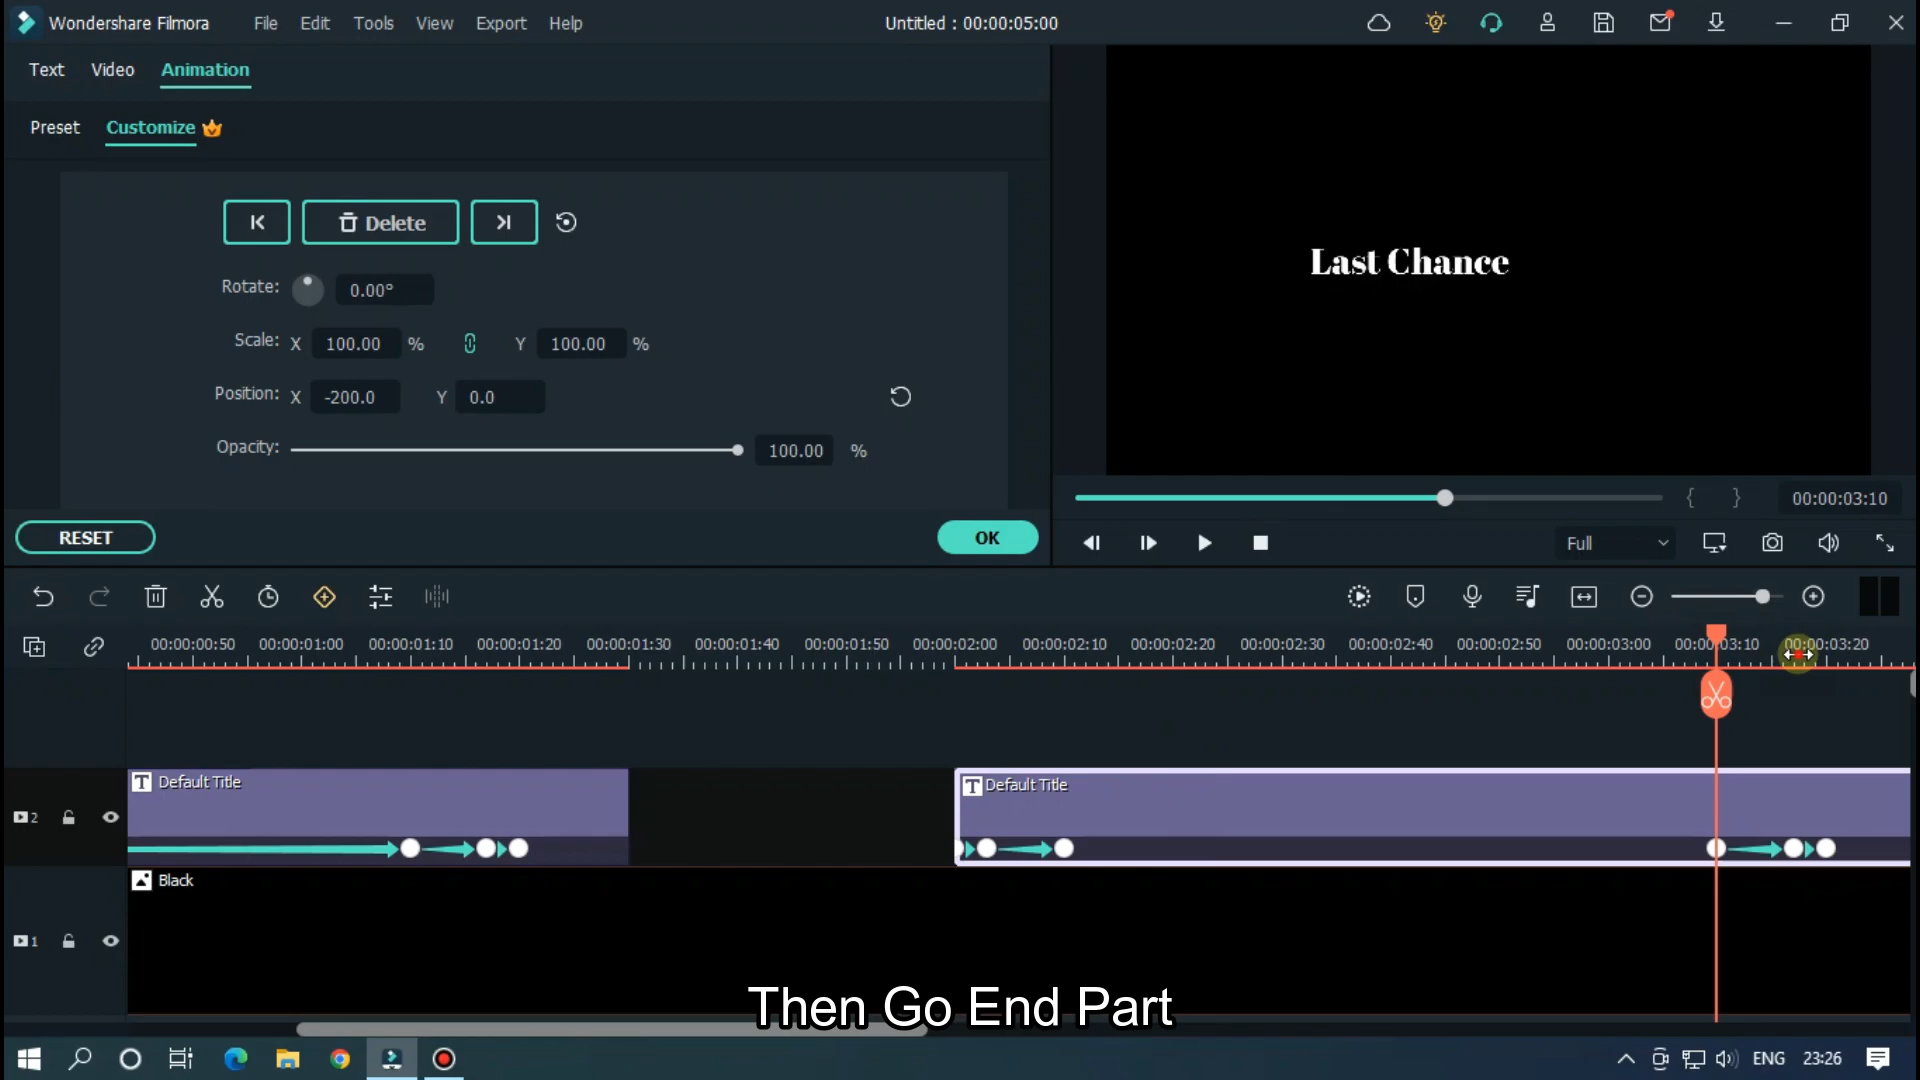 Wondershare Filmora File Edit Tools View Export Help Untitled : 00:00:05:00
Text Video Animation
Preset Customize
Delete
Rotate: 0.00°
Scale: X 100.00 % Y 100.00 %
Position: X -200.0 Y 0.0
Opacity: 100.00 %
RESET OK
Last Chance
{ } 00:00:03:10
Full
00:00:00:50 00:00:01:00 00:00:01:10 00:00:01:20 00:00:01:30 00:00:01:40 00:00:01:50 00:00:02:00 00:00:02:10 00:00:02:20 00:00:02:30 00:00:02:40 00:00:02:50 00:00:03:00 00:00:03:10 00:00:03:20
T Default Title T Default Title
2
Black
1
Then Go End Part
ENG 23:26